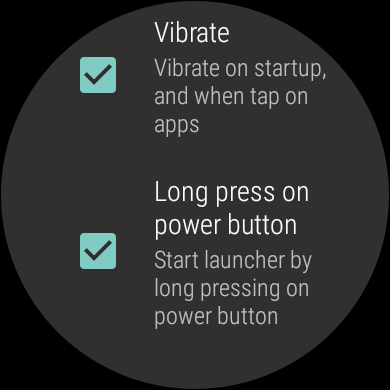 Vibrate
Vibrate on startup,
and when tap on
apps
Long press on
power button
Start launcher by
long pressing on
power button